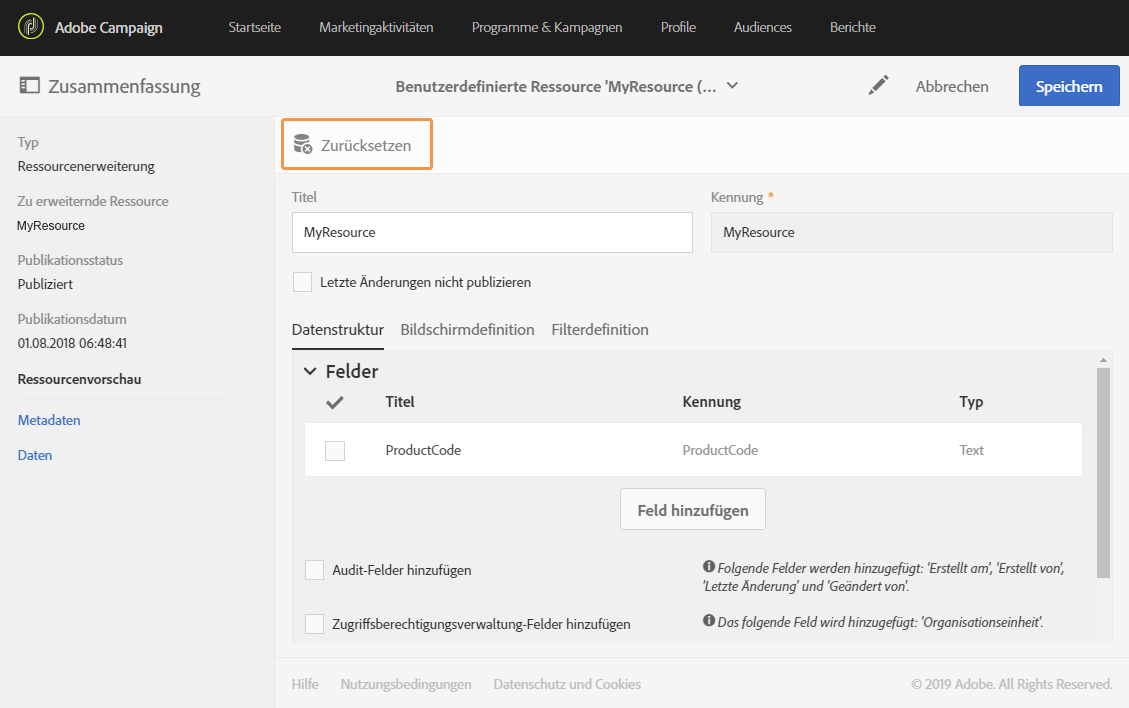 Adobe Campaign Startseite Marketingaktivitäten Programme & Kampagnen Profile Audiences Berichte
Zusammenfassung Benutzerdefinierte Ressource 'MyResource (... Abbrechen Speichern
Typ
Ressourcenerweiterung
Zu erweiternde Ressource
MyResource
Publikationsstatus
Publiziert
Publikationsdatum
01.08.2018 06:48:41
Ressourcenvorschau
Metadaten
Daten
Zurücksetzen
Titel Kennung *
MyResource MyResource
Letzte Änderungen nicht publizieren
Datenstruktur Bildschirmdefinition Filterdefinition
Felder
Titel Kennung Typ
ProductCode ProductCode Text
Feld hinzufügen
Audit-Felder hinzufügen
Folgende Felder werden hinzugefügt: 'Erstellt am', 'Erstellt von',
'Letzte Änderung' und 'Geändert von'.
Zugriffsberechtigungsverwaltung-Felder hinzufügen
Das folgende Feld wird hinzugefügt: 'Organisationseinheit'.
Hilfe Nutzungsbedingungen Datenschutz und Cookies © 2019 Adobe. All Rights Reserved.